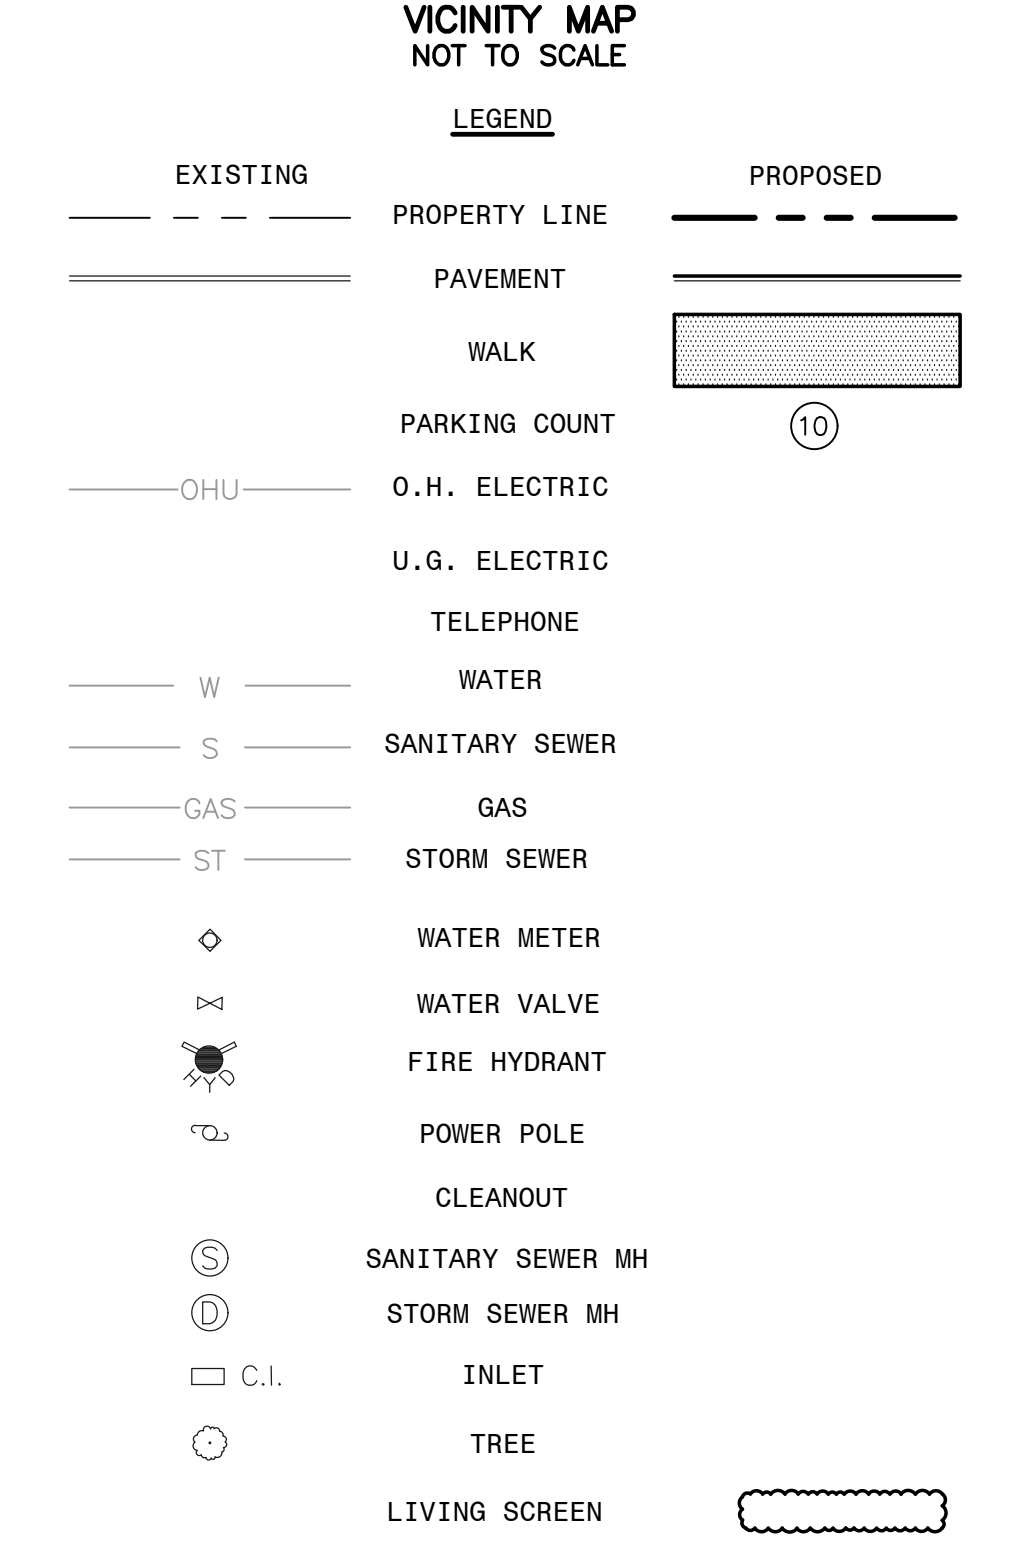 VICINITY MAP
NOT TO SCALE
LEGEND
EXISTING PROPOSED
PROPERTY LINE
PAVEMENT
WALK
PARKING COUNT 10
OHU O.H. ELECTRIC
U.G. ELECTRIC
TELEPHONE
W WATER
S SANITARY SEWER
GAS GAS
ST STORM SEWER
WATER METER
WATER VALVE
HYD FIRE HYDRANT
POWER POLE
CLEANOUT
S SANITARY SEWER MH
D STORM SEWER MH
C.I. INLET
TREE
LIVING SCREEN